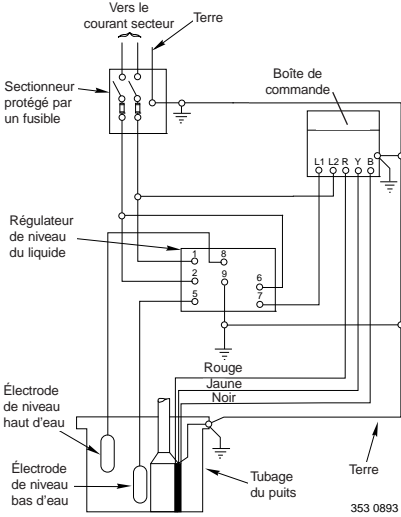 Vers le
courant secteur
Terre
Sectionneur
protégé par
un fusible
Boîte de
commande
L1 L2 R Y B
Régulateur
de niveau
du liquide
1
8
2
9
6
5
7
Rouge
Jaune
Noir
Électrode
de niveau
haut d'eau
Électrode
de niveau
bas d'eau
Tubage
du puits
Terre
353 0893